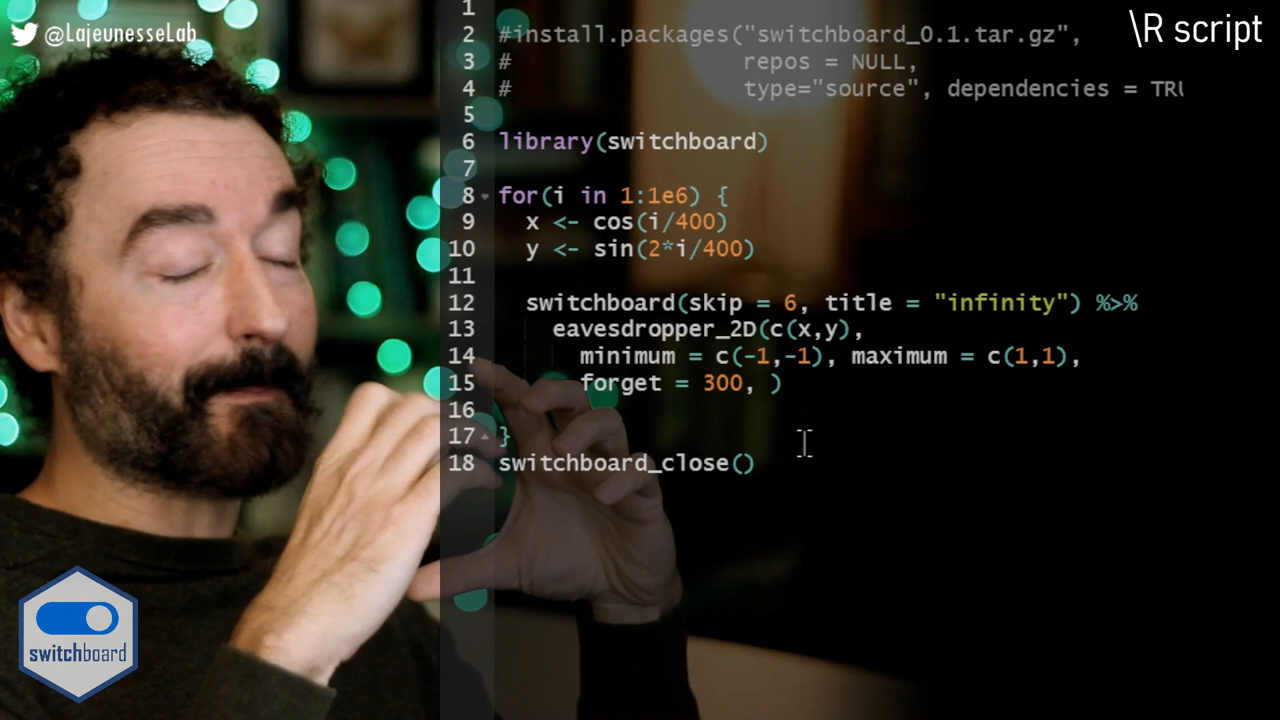 @LajeunesseLab
\R script
1
2 #install.packages("switchboard_0.1.tar.gz",
3 # repos = NULL,
4 # type="source", dependencies = TRU
5
6 library(switchboard)
7
8 for(i in 1:1e6) {
9 x <- cos(i/400)
10 y <- sin(2*i/400)
11
12 switchboard(skip = 6, title = "infinity") %>%
13 eavesdropper_2D(c(x,y),
14 minimum = c(-1,-1), maximum = c(1,1),
15 forget = 300, )
16
17 }
18 switchboard_close()
switchboard